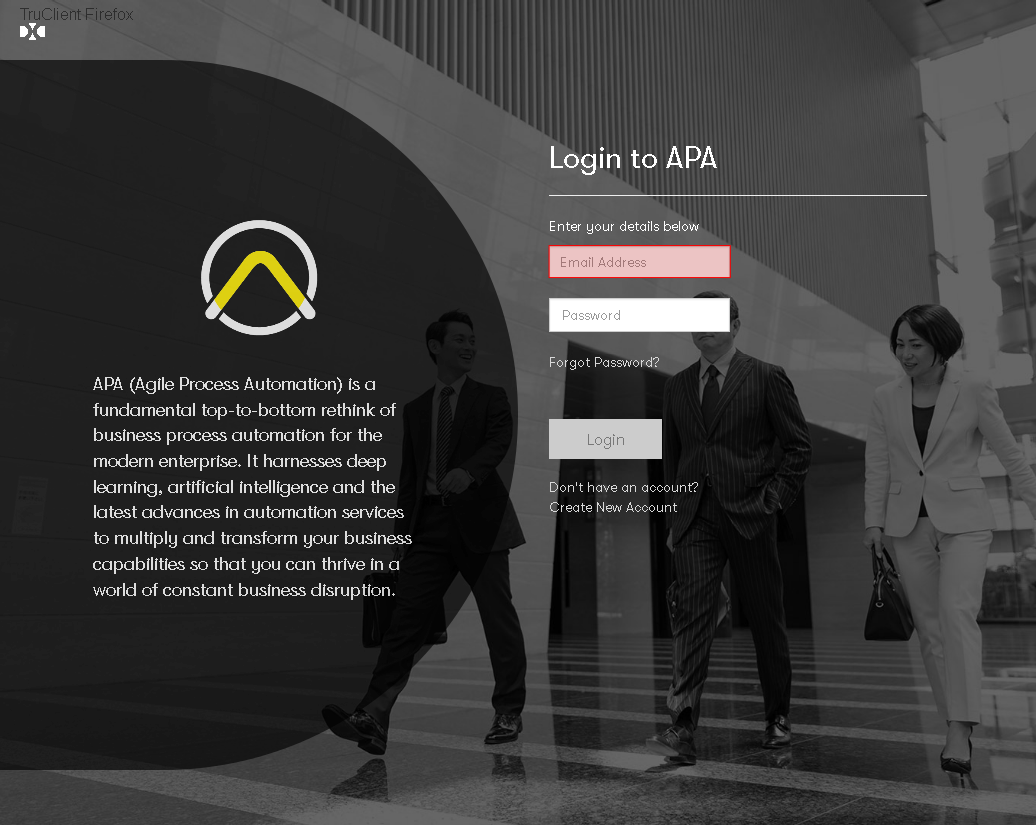 TruClient Firefox
Login to APA
Enter your details below
Email Address
Password
Forgot Password?
Login
Don't have an account?
Create New Account
APA (Agile Process Automation) is a
fundamental top-to-bottom rethink of
business process automation for the
modern enterprise. It harnesses deep
learning, artificial intelligence and the
latest advances in automation services
to multiply and transform your business
capabilities so that you can thrive in a
world of constant business disruption.